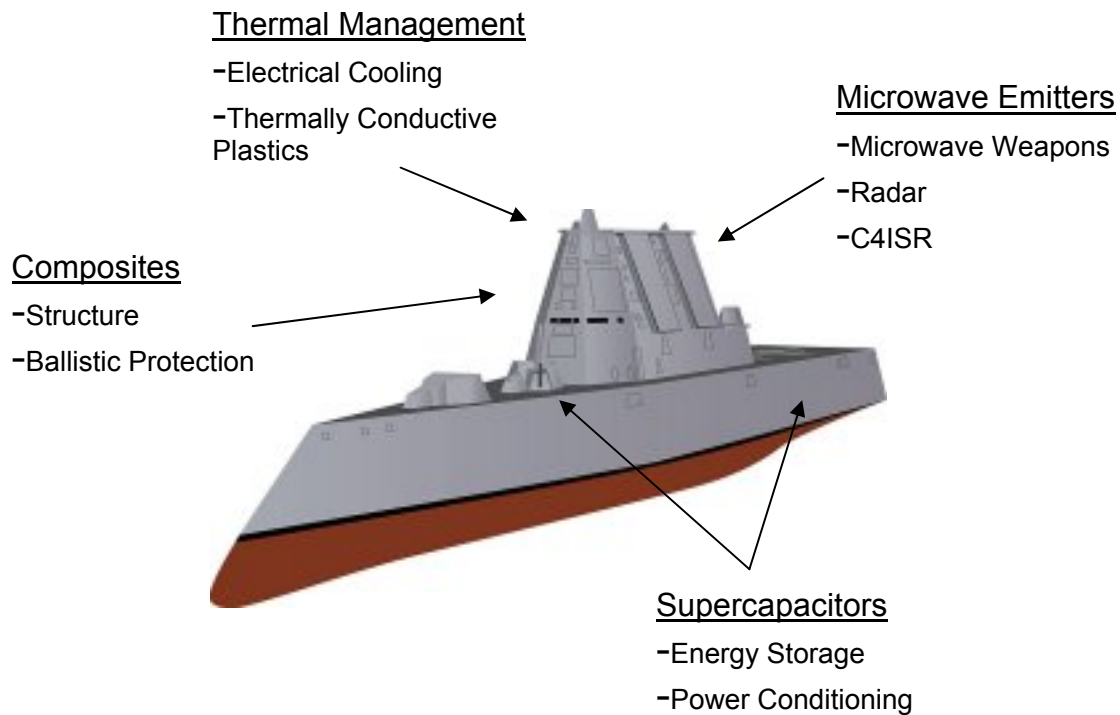 Thermal Management
-Electrical Cooling
-Thermally Conductive
Plastics
Microwave Emitters
-Microwave Weapons
-Radar
-C4ISR
Composites
-Structure
-Ballistic Protection
Supercapacitors
-Energy Storage
-Power Conditioning